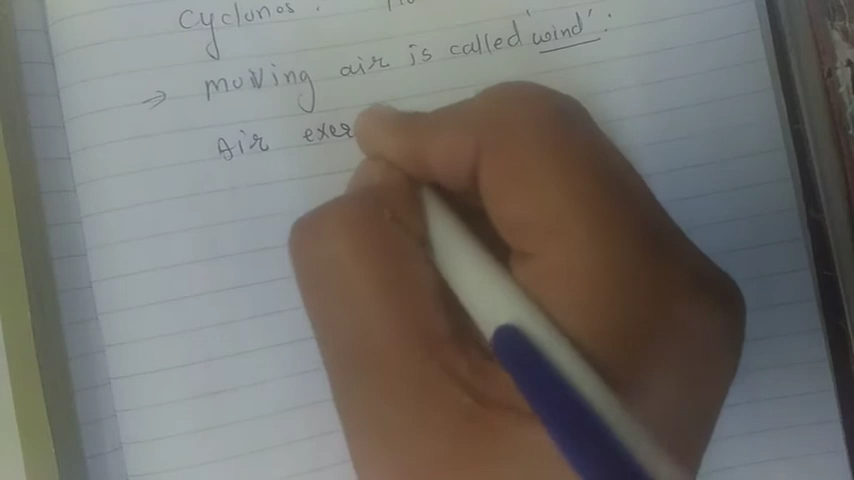 cyclones.
→ moving air is called 'wind':
Air exer